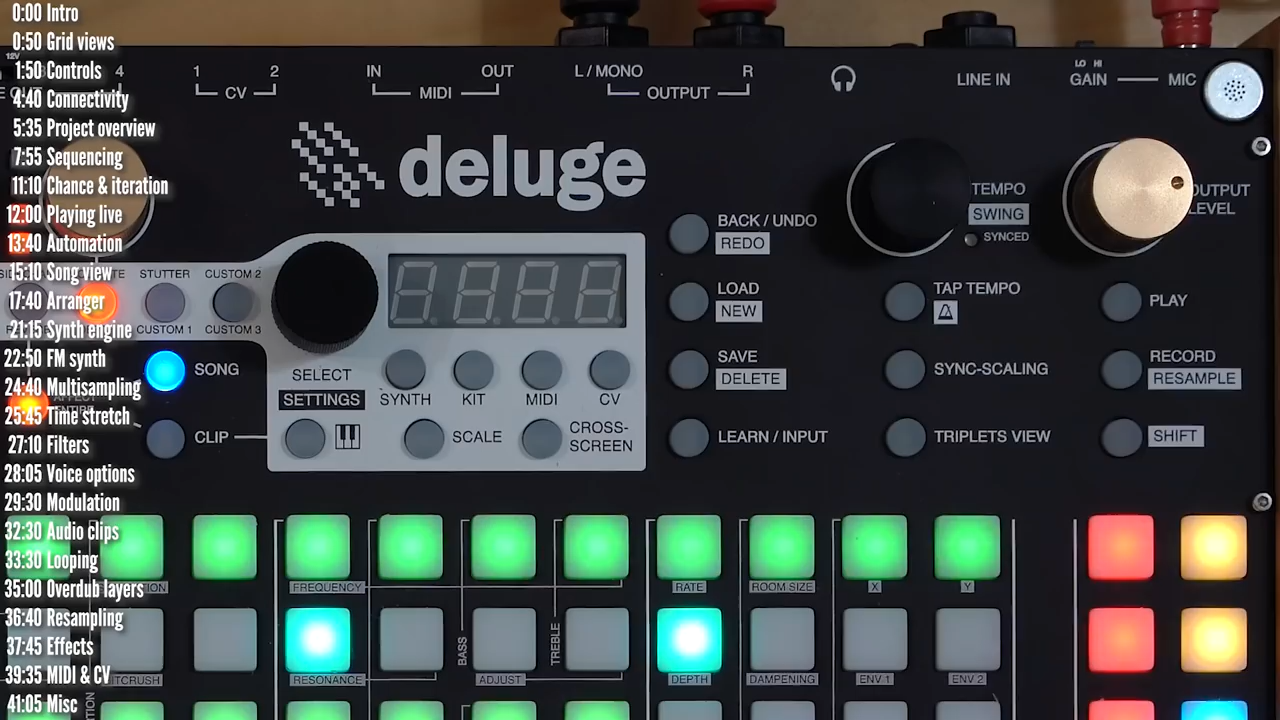 0:00 Intro
0:50 Grid views
1:50 Controls
4:40 Connectivity
5:35 Project overview
7:55 Sequencing
11:10 Chance & iteration
12:00 Playing live
13:40 Automation
15:10 Song view
17:40 Arranger
21:15 Synth engine
22:50 FM synth
24:40 Multisampling
25:45 Time stretch
27:10 Filters
28:05 Voice options
29:30 Modulation
32:30 Audio clips
33:30 Looping
35:00 Overdub layers
36:40 Resampling
37:45 Effects
39:35 MIDI & CV
41:05 Misc
12V
4
1 2
CV
IN OUT
MIDI
L / MONO R
OUTPUT
LINE IN
LO HI
GAIN MIC
deluge
TEMPO
SWING
SYNCED
OUTPUT
LEVEL
BACK / UNDO
REDO
LOAD
NEW
SAVE
DELETE
LEARN / INPUT
TAP TEMPO
SYNC-SCALING
TRIPLETS VIEW
PLAY
RECORD
RESAMPLE
SHIFT
STUTTER CUSTOM 2
CUSTOM 1 CUSTOM 3
SONG
CLIP
AFFECT
ENTIRE
SELECT
SETTINGS
SYNTH KIT MIDI CV
SCALE
CROSS-
SCREEN
FREQUENCY RATE ROOM SIZE X Y
BASS
TREBLE
RESONANCE ADJUST DEPTH DAMPENING ENV 1 ENV 2